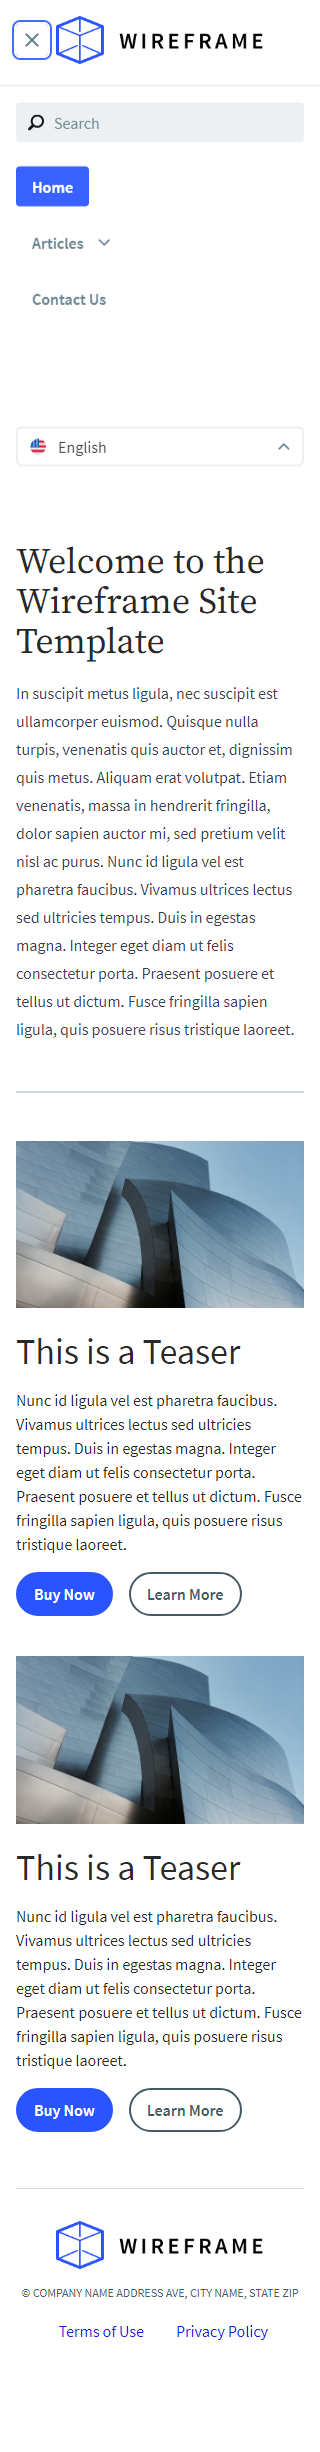 WIREFRAME
Search
Home
Articles
Contact Us
English
Welcome to the
Wireframe Site
Template
In suscipit metus ligula, nec suscipit est
ullamcorper euismod. Quisque nulla
turpis, venenatis quis auctor et, dignissim
quis metus. Aliquam erat volutpat. Etiam
venenatis, massa in hendrerit fringilla,
dolor sapien auctor mi, sed pretium velit
nisl ac purus. Nunc id ligula vel est
pharetra faucibus. Vivamus ultrices lectus
sed ultricies tempus. Duis in egestas
magna. Integer eget diam ut felis
consectetur porta. Praesent posuere et
tellus ut dictum. Fusce fringilla sapien
ligula, quis posuere risus tristique laoreet.
This is a Teaser
Nunc id ligula vel est pharetra faucibus.
Vivamus ultrices lectus sed ultricies
tempus. Duis in egestas magna. Integer
eget diam ut felis consectetur porta.
Praesent posuere et tellus ut dictum. Fusce
fringilla sapien ligula, quis posuere risus
tristique laoreet.
Buy Now Learn More
This is a Teaser
Nunc id ligula vel est pharetra faucibus.
Vivamus ultrices lectus sed ultricies
tempus. Duis in egestas magna. Integer
eget diam ut felis consectetur porta.
Praesent posuere et tellus ut dictum. Fusce
fringilla sapien ligula, quis posuere risus
tristique laoreet.
Buy Now Learn More
WIREFRAME
© COMPANY NAME ADDRESS AVE, CITY NAME, STATE ZIP
Terms of Use Privacy Policy